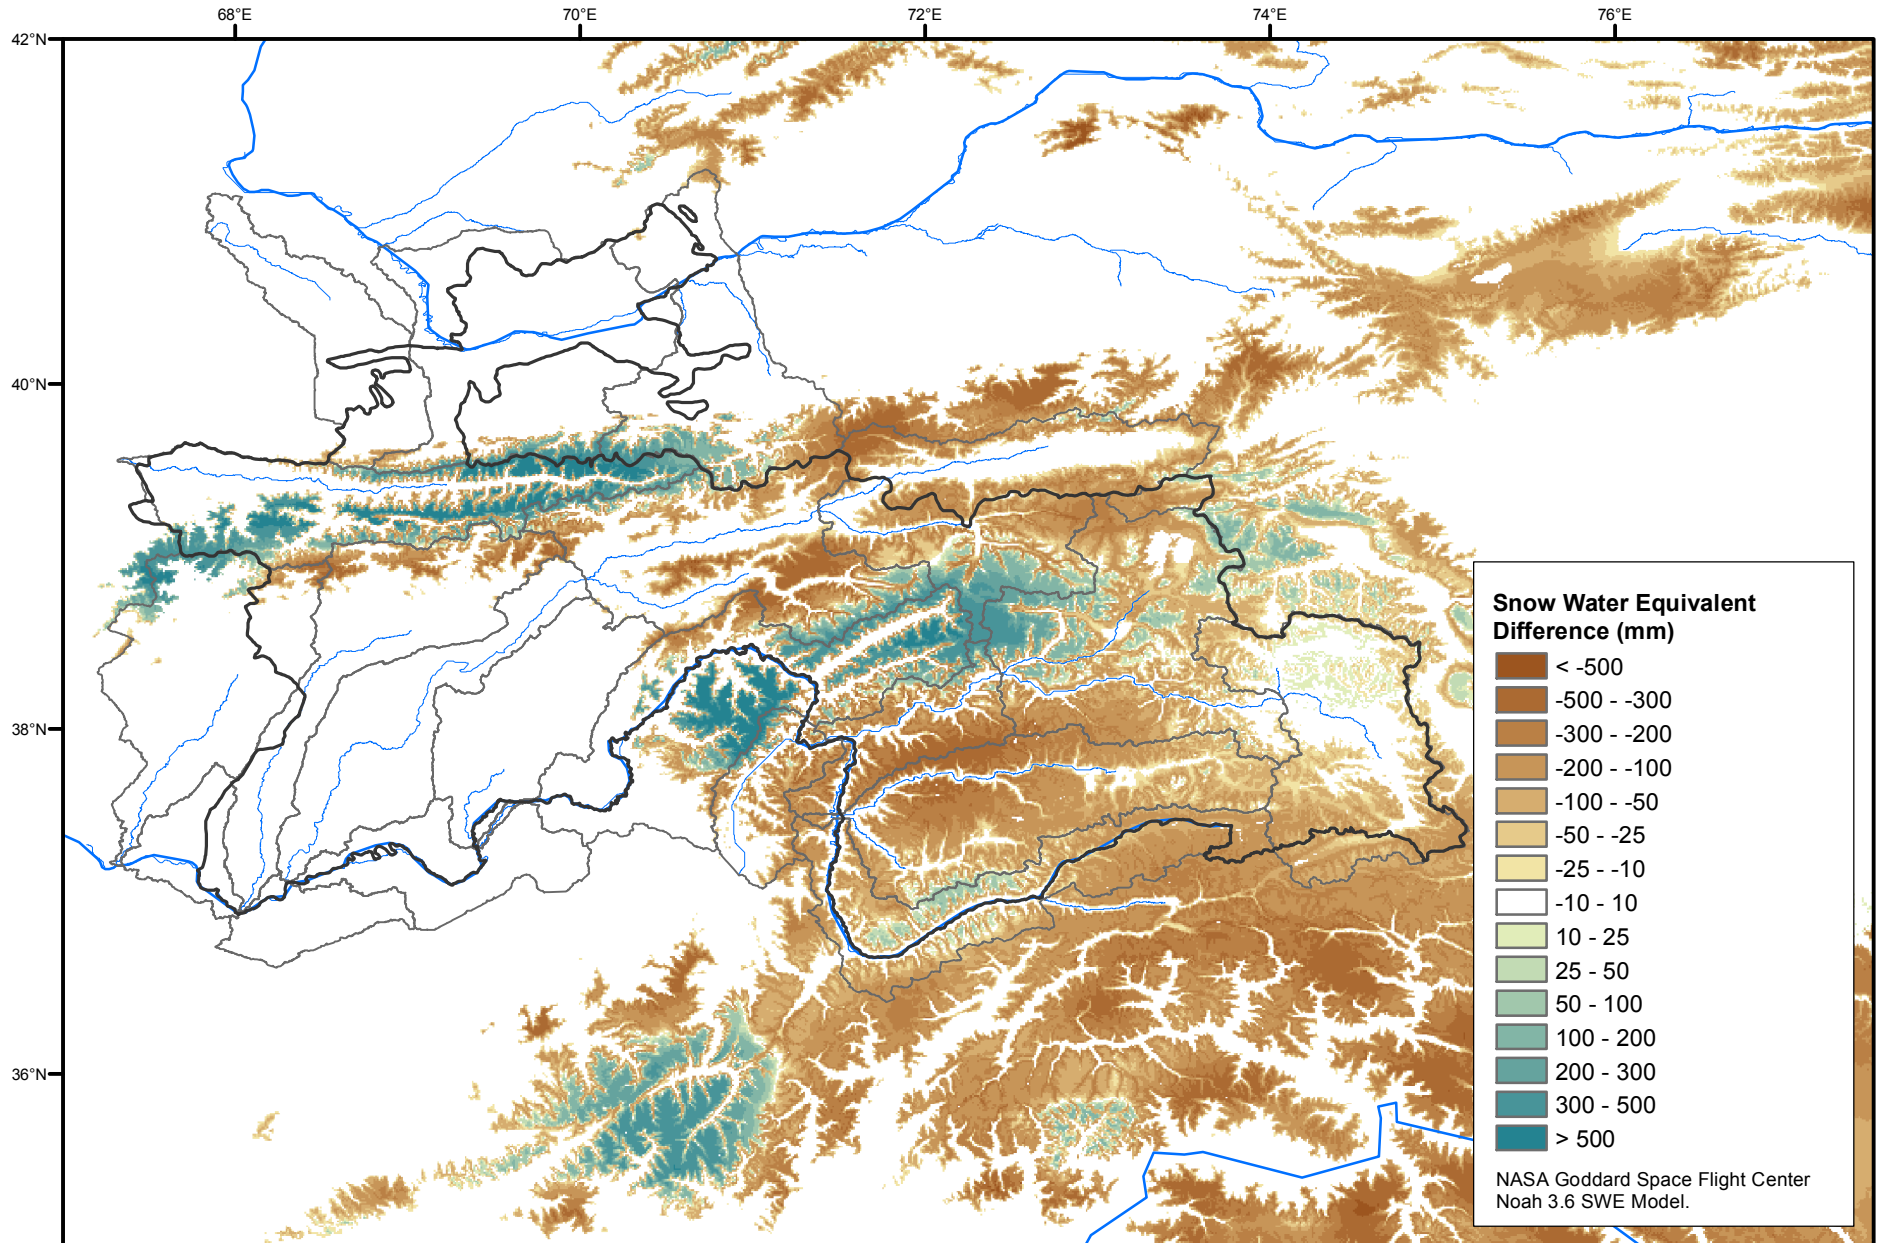 68°E
70°E
72°E
74°E
76°E
42°N
40°N
38°N
36°N
Snow Water Equivalent
Difference (mm)
< -500
-500 - -300
-300 - -200
-200 - -100
-100 - -50
-50 - -25
-25 - -10
-10 - 10
10 - 25
25 - 50
50 - 100
100 - 200
200 - 300
300 - 500
> 500
NASA Goddard Space Flight Center
Noah 3.6 SWE Model.